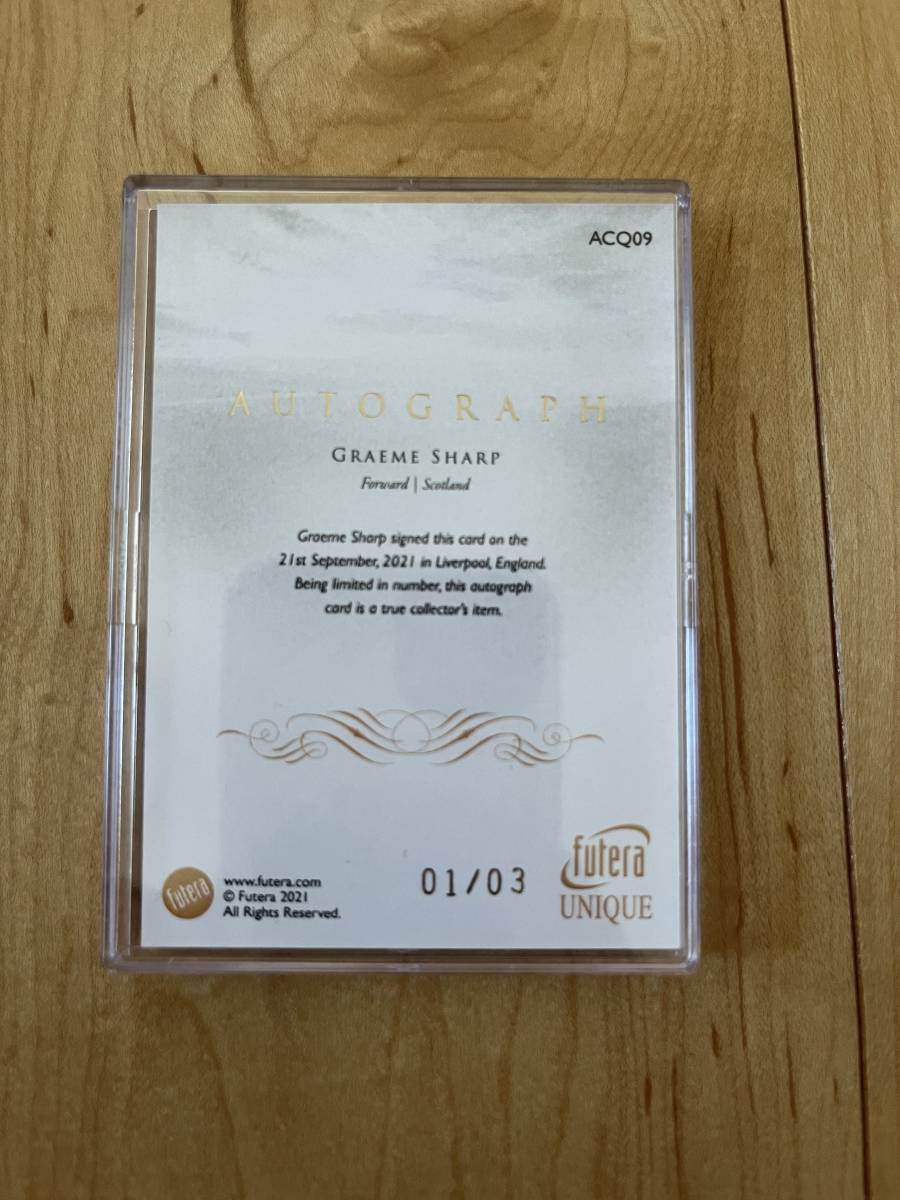 ACQ09
AUTOGRAPH
GRAEME SHARP
Forward | Scotland
Graeme Sharp signed this card on the
21st September, 2021 in Liverpool, England.
Being limited in number, this autograph
card is a true collector's item.
futera
www.futera.com
© Futera 2021
All Rights Reserved.
01/03
futera
UNIQUE